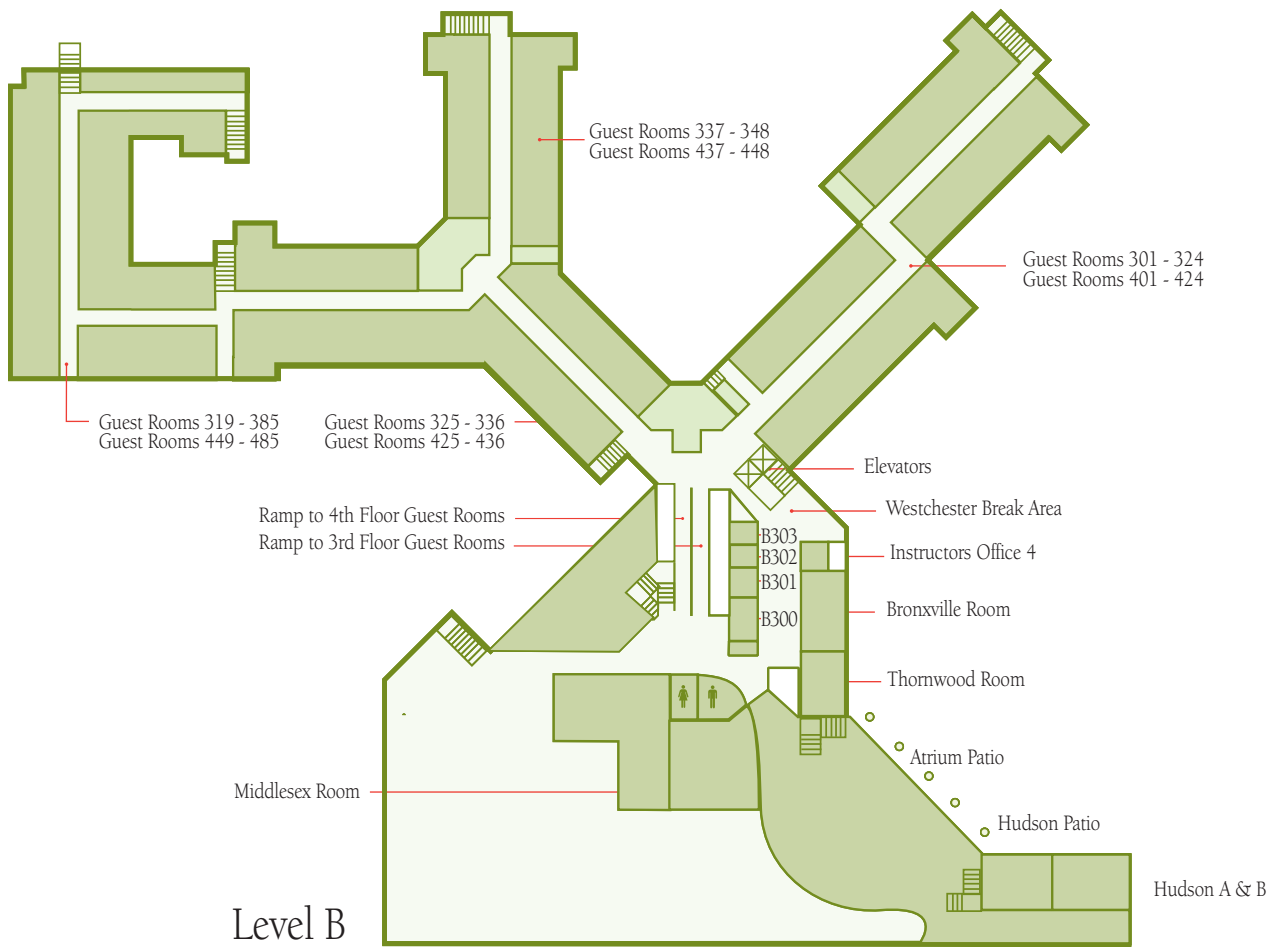 Guest Rooms 337 - 348
Guest Rooms 437 - 448
Guest Rooms 301 - 324
Guest Rooms 401 - 424
Guest Rooms 319 - 385
Guest Rooms 449 - 485
Guest Rooms 325 - 336
Guest Rooms 425 - 436
Elevators
Westchester Break Area
Ramp to 4th Floor Guest Rooms
Ramp to 3rd Floor Guest Rooms
B303
B302
B301
B300
Instructors Office 4
Bronxville Room
Thornwood Room
Atrium Patio
Middlesex Room
Hudson Patio
Hudson A & B
Level B